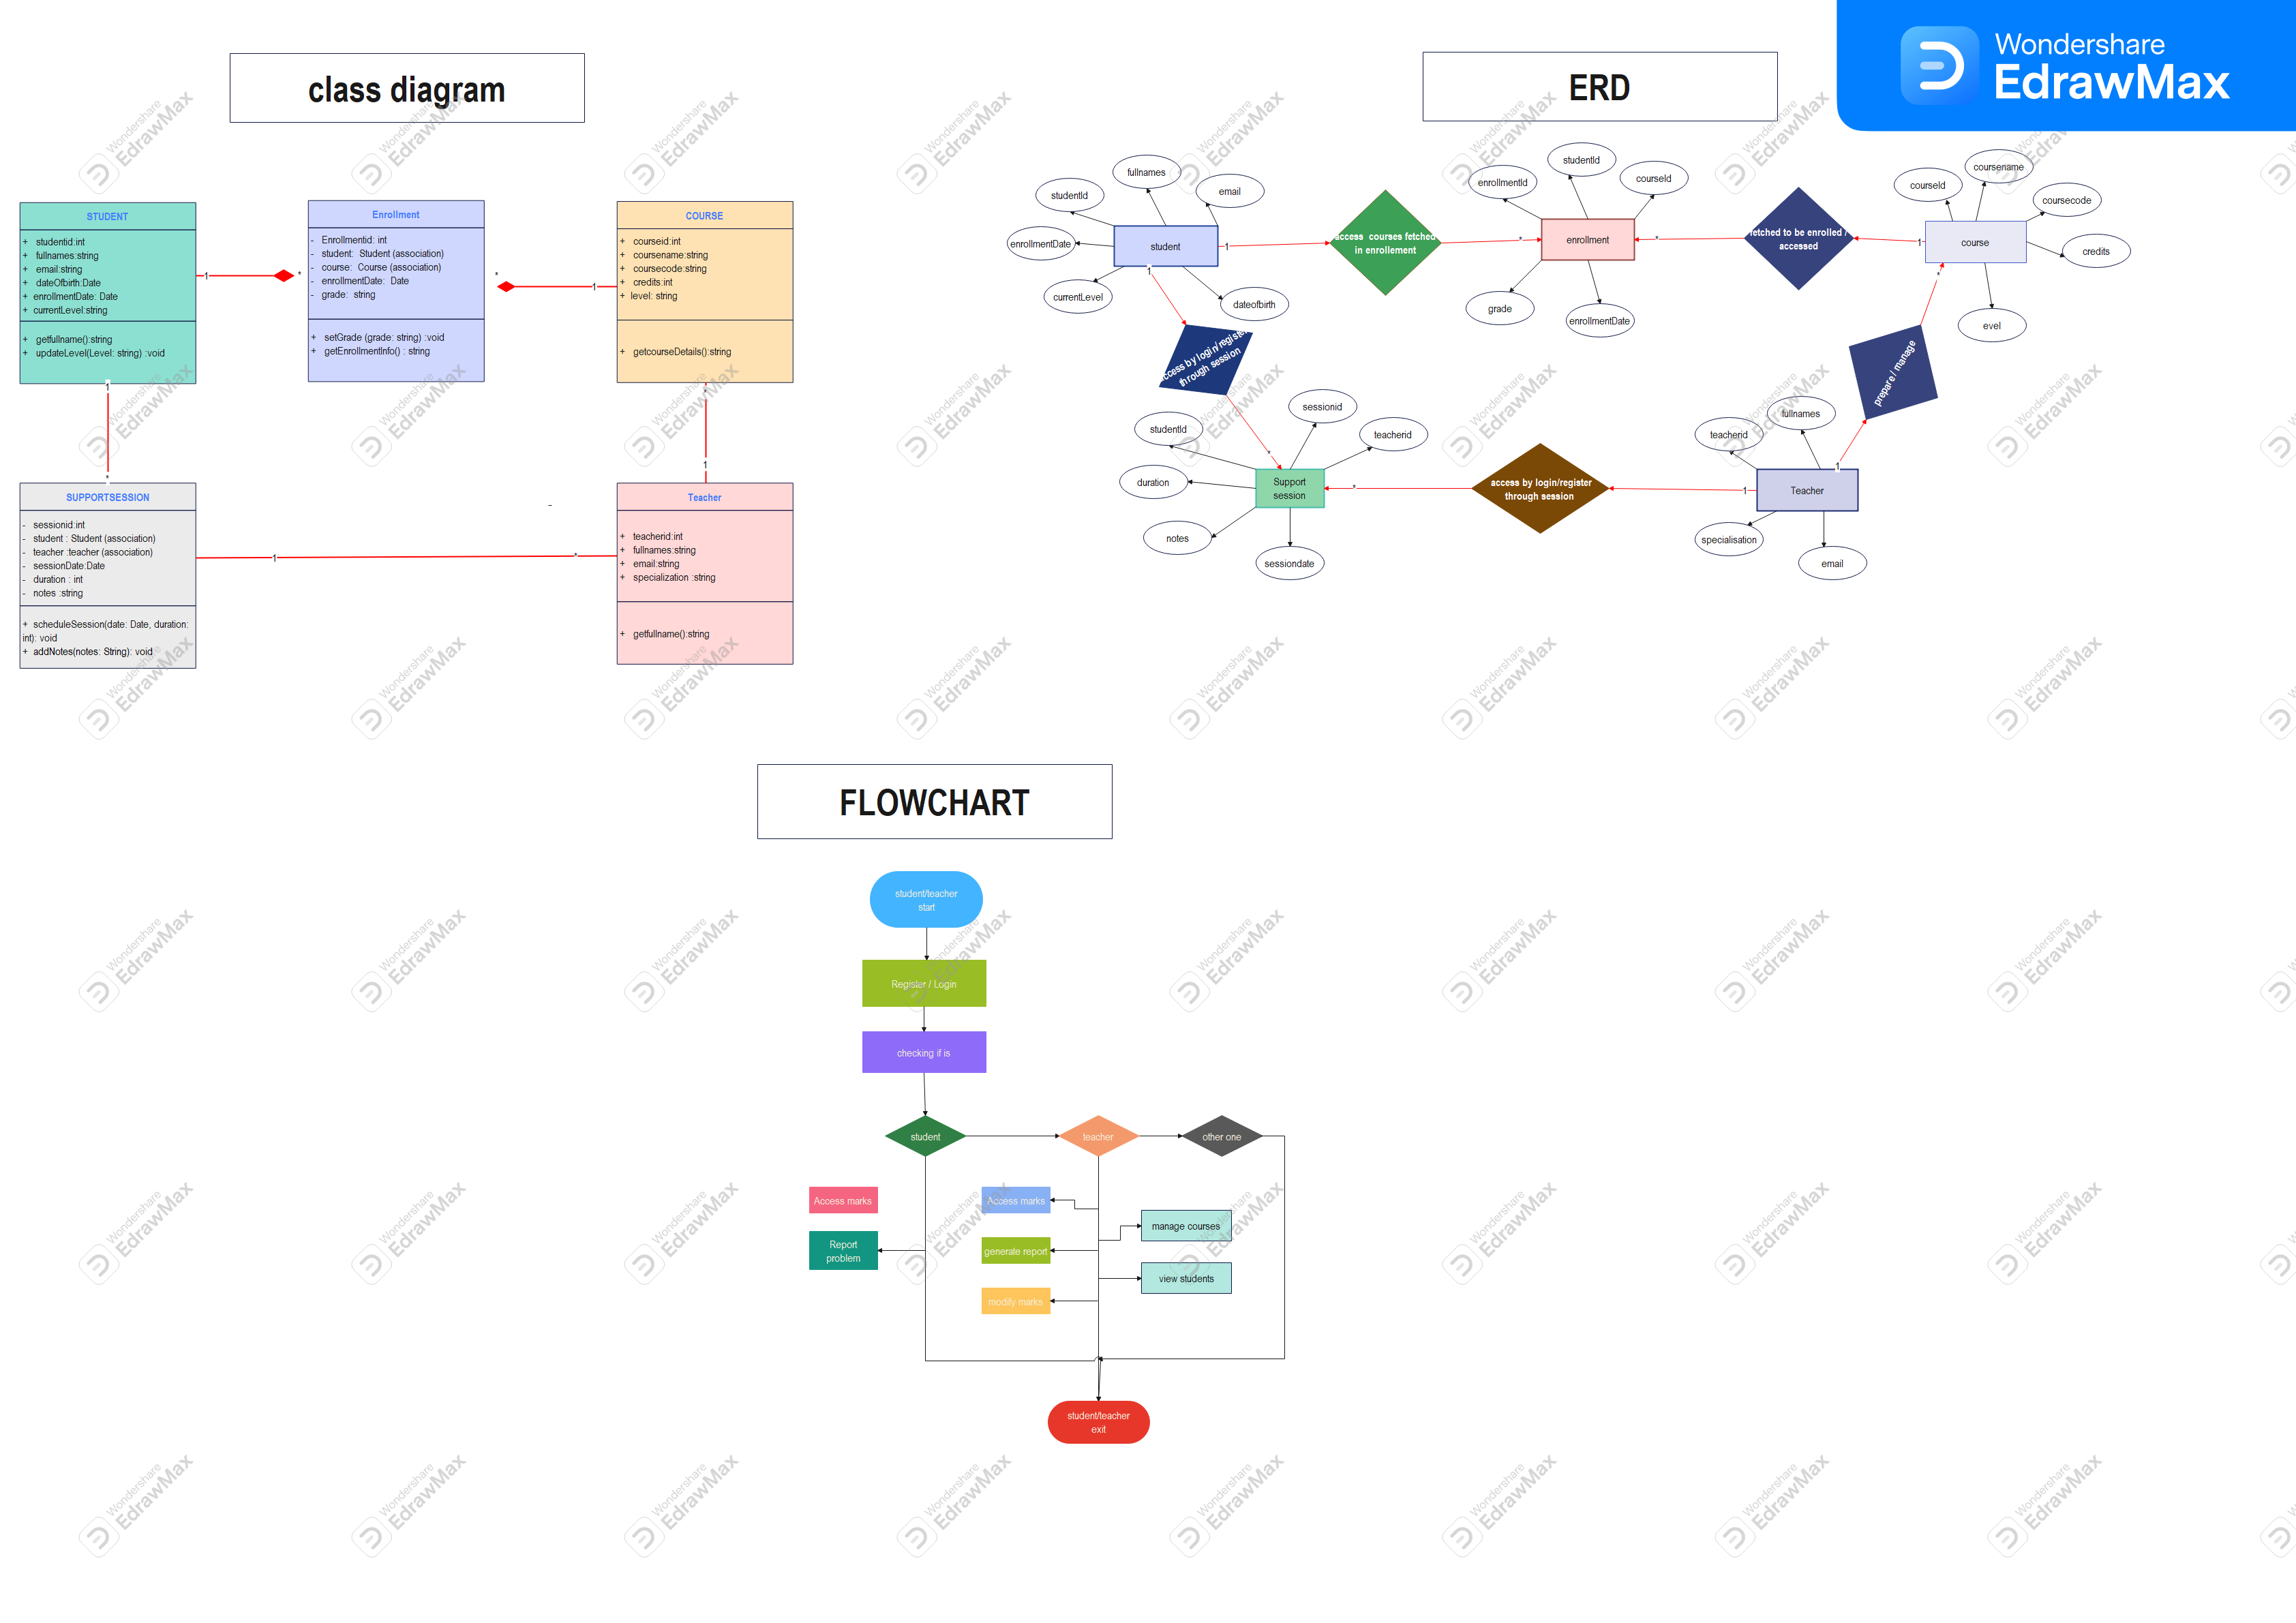 class diagram
ERD
Wondershare
EdrawMax
STUDENT
+ studentid:int
+ fullnames:string
+ email:string
+ dateOfbirth:Date
+ enrollmentDate: Date
+ currentLevel:string
+ getfullname():string
+ updateLevel(Level: string) :void
1
*
Enrollment
- Enrollmentid: int
- student: Student (association)
- course: Course (association)
- enrollmentDate: Date
- grade: string
+ setGrade (grade: string) :void
+ getEnrollmentInfo() : string
*
1
COURSE
+ courseid:int
+ coursename:string
+ coursecode:string
+ credits:int
+ level: string
+ getcourseDetails():string
1
*
*
1
SUPPORTSESSION
- sessionid:int
- student : Student (association)
- teacher :teacher (association)
- sessionDate:Date
- duration : int
- notes :string
+ scheduleSession(date: Date, duration:
int): void
+ addNotes(notes: String): void
1
*
Teacher
+ teacherid:int
+ fullnames:string
+ email:string
+ specialization :string
+ getfullname():string
studentId
fullnames
email
enrollmentDate
student
currentLevel
dateofbirth
1
1
access courses fetched
in enrollement
*
enrollmentId
studentId
courseId
enrollment
grade
enrollmentDate
*
fetched to be enrolled /
accessed
1
courseId
coursename
coursecode
course
credits
evel
*
access by login/register
through session
*
prepare / manage
1
studentId
sessionid
teacherid
duration
Support
session
notes
sessiondate
*
access by login/register
through session
1
teacherid
fullnames
Teacher
specialisation
email
FLOWCHART
student/teacher
start
Register / Login
checking if is
student
teacher
other one
Access marks
Report
problem
Access marks
generate report
modify marks
manage courses
view students
student/teacher
exit